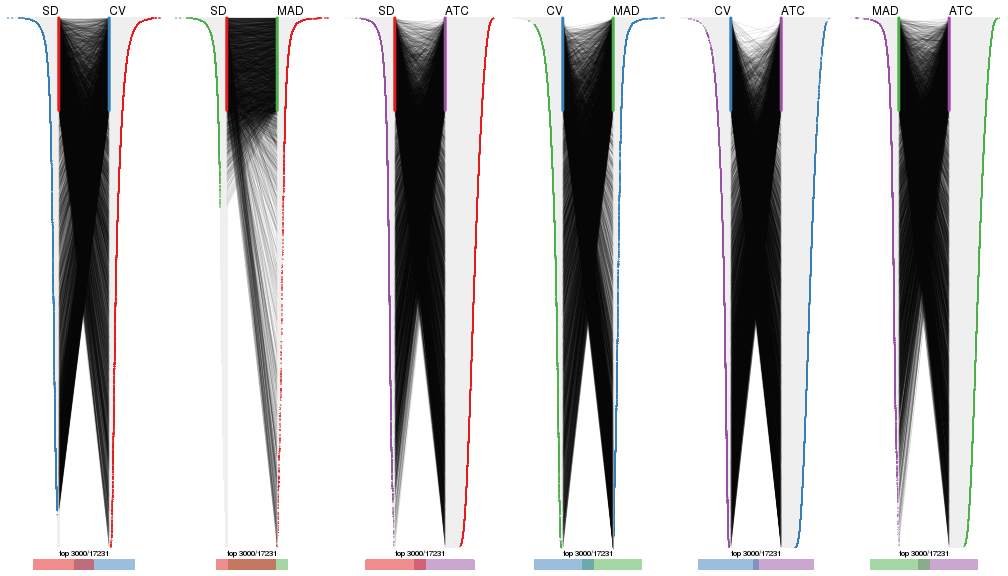 SD CV
SD MAD
SD ATC
CV MAD
CV ATC
MAD ATC
top 3000/17231
top 3000/17231
top 3000/17231
top 3000/17231
top 3000/17231
top 3000/17231